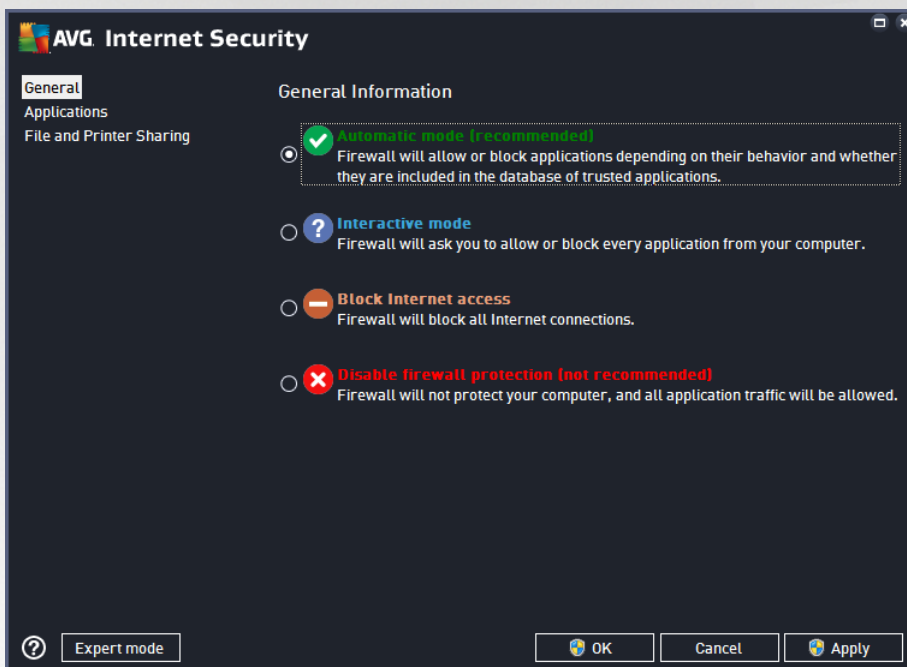 AVG. Internet Security
General
Applications
File and Printer Sharing
General Information
Automatic mode (recommended)
Firewall will allow or block applications depending on their behavior and whether
they are included in the database of trusted applications.
Interactive mode
Firewall will ask you to allow or block every application from your computer.
Block Internet access
Firewall will block all Internet connections.
Disable firewall protection (not recommended)
Firewall will not protect your computer, and all application traffic will be allowed.
Expert mode
OK
Cancel
Apply